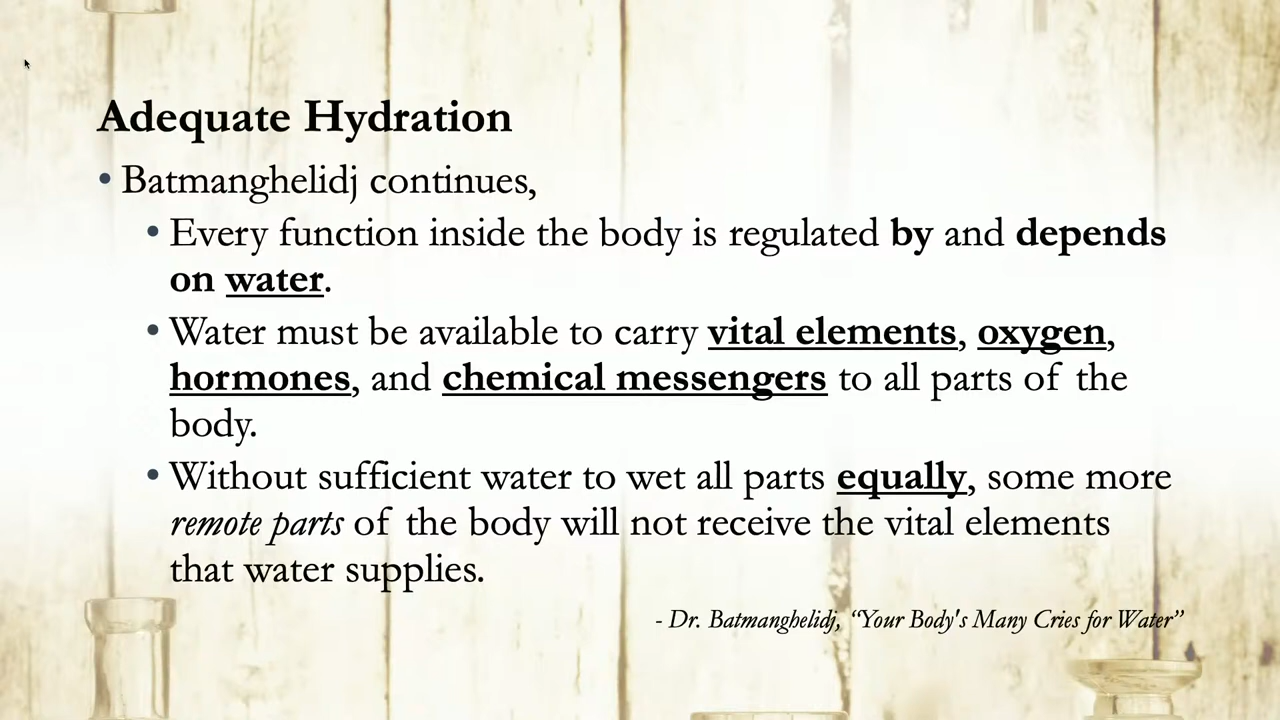 Adequate Hydration
• Batmanghelidj continues,
• Every function inside the body is regulated by and depends
on water.
• Water must be available to carry vital elements, oxygen,
hormones, and chemical messengers to all parts of the
body.
• Without sufficient water to wet all parts equally, some more
remote parts of the body will not receive the vital elements
that water supplies.
- Dr. Batmanghelidj, “Your Body's Many Cries for Water”